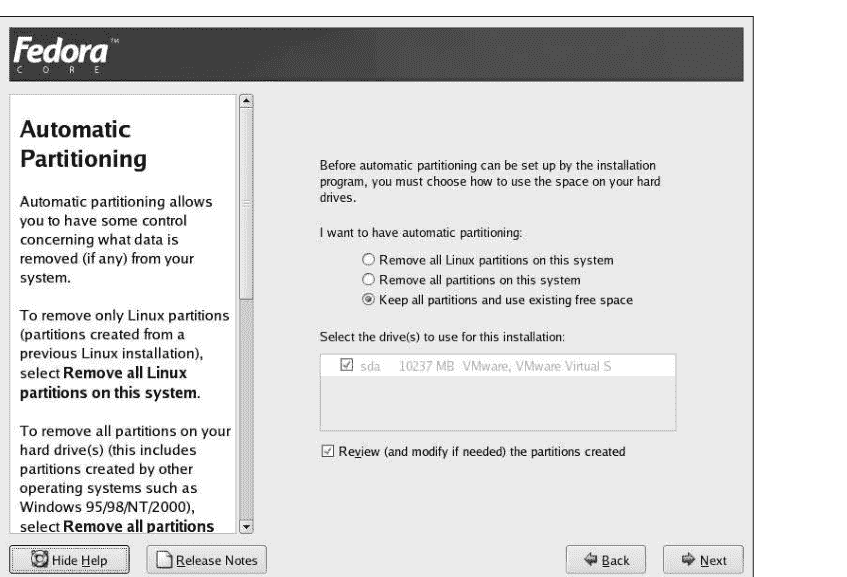 Fedora™
CORE
Automatic
Partitioning
Automatic partitioning allows
you to have some control
concerning what data is
removed (if any) from your
system.
To remove only Linux partitions
(partitions created from a
previous Linux installation),
select Remove all Linux
partitions on this system.
To remove all partitions on your
hard drive(s) (this includes
partitions created by other
operating systems such as
Windows 95/98/NT/2000),
select Remove all partitions
Before automatic partitioning can be set up by the installation
program, you must choose how to use the space on your hard
drives.
I want to have automatic partitioning:
Remove all Linux partitions on this system
Remove all partitions on this system
Keep all partitions and use existing free space
Select the drive(s) to use for this installation:
sda 10237 MB VMware, VMware Virtual S
Review (and modify if needed) the partitions created
Hide Help
Release Notes
Back
Next